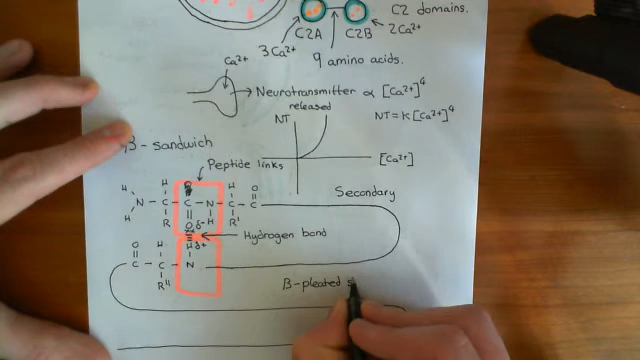 C2 domains.
C2A C2B 2Ca²⁺
3Ca²⁺ 9 amino acids.
Ca²⁺
Neurotransmitter ∝ [Ca²⁺]⁴
released
NT NT=K[Ca²⁺]⁴
β-sandwich
[Ca²⁺]
Peptide links
Secondary
H H H O
N - C - C - N - C - C
H R O δ- H R'
Hydrogen bond
O H H δ+
C - C - N
R"
β-pleated s